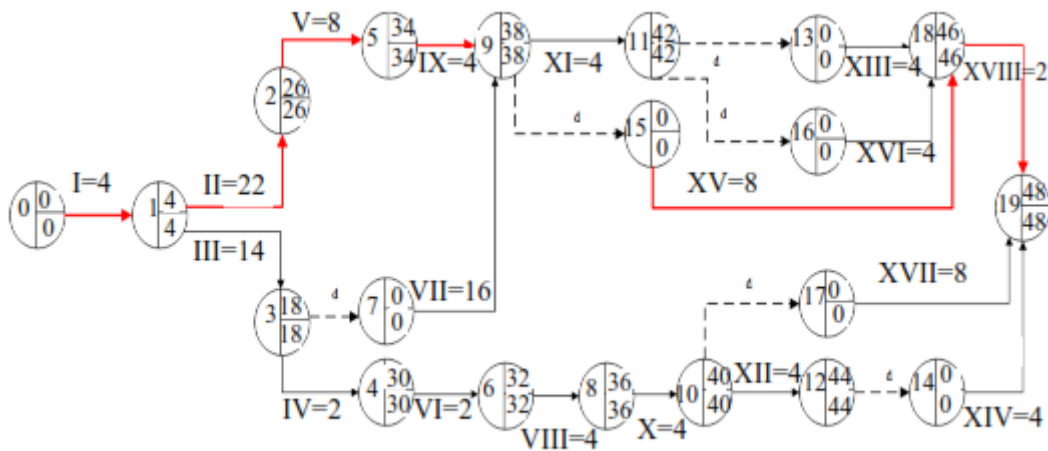 V=8
5 34 34
IX=4
9 38 38
XI=4
11 42 42
d
13 0 0
XIII=4
18 46 46
XVIII=2
2 26 26
d
15 0 0
d
16 0 0
XVI=4
I=4
II=22
XV=8
0 0 0
1 4 4
19 48 48
III=14
XVII=8
3 18 18
d
7 0 0
VII=16
d
17 0 0
4 30 30
6 32 32
8 36 36
10 40 40
XII=4
12 44 44
d
14 0 0
IV=2
VI=2
VIII=4
X=4
XIV=4